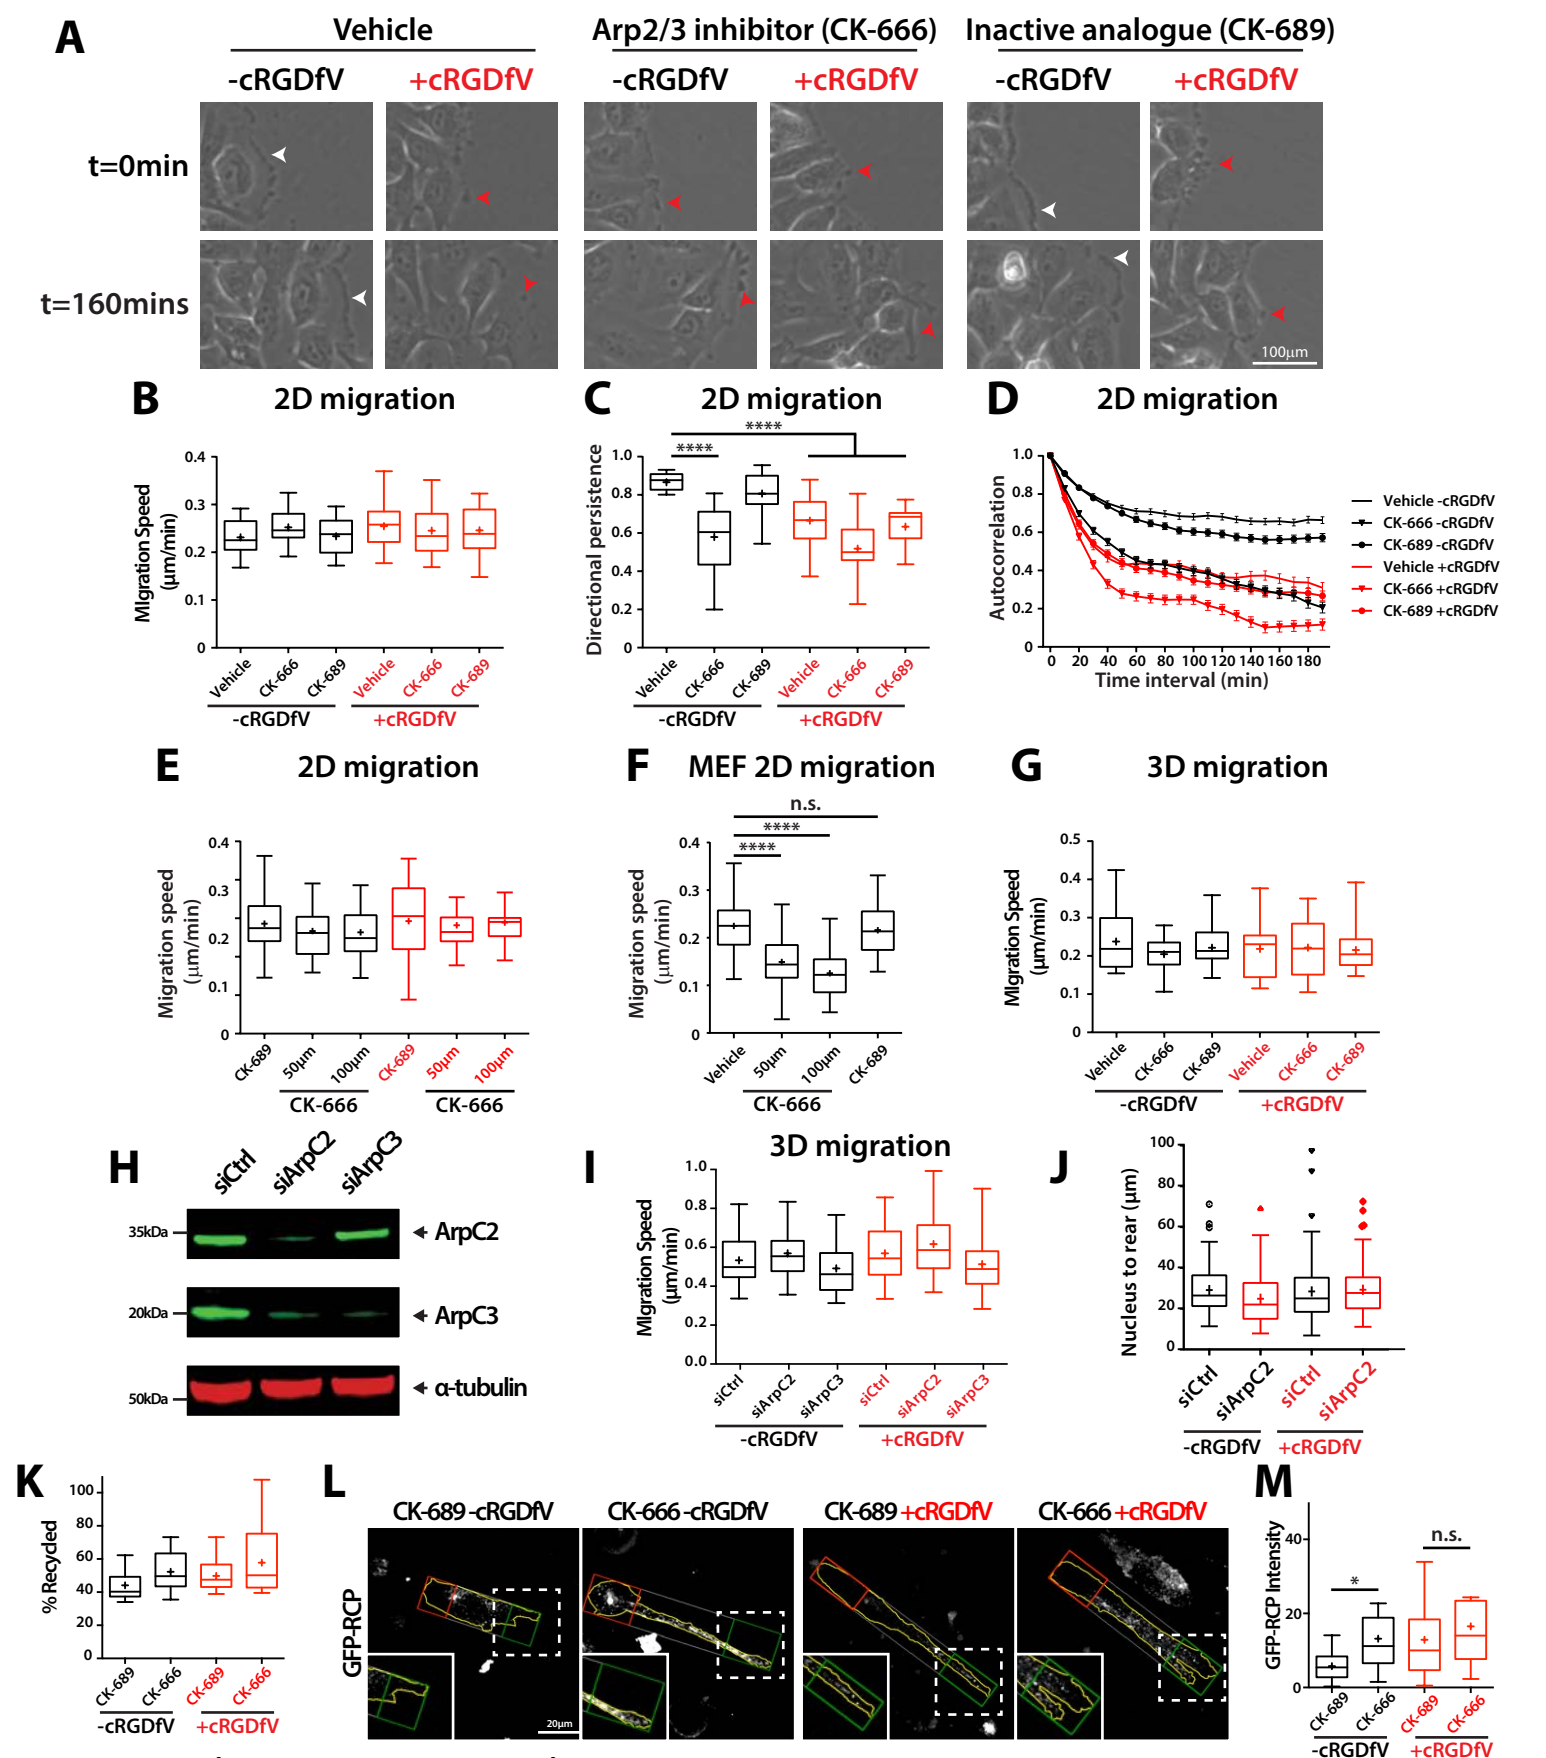 A
Vehicle
Arp2/3 inhibitor (CK-666)
Inactive analogue (CK-689)
-cRGDfV
+cRGDfV
-cRGDfV
+cRGDfV
-cRGDfV
+cRGDfV
t=0min
t=160mins
100μm
B
2D migration
MIgration Speed
(μm/min)
0.4
0.3
0.2
0.1
0
Vehicle
CK-666
CK-689
Vehicle
CK-666
CK-689
-cRGDfV
+cRGDfV
C
2D migration
****
****
Directional persistence
1.0
0.8
0.6
0.4
0.2
0
Vehicle
CK-666
CK-689
Vehicle
CK-666
CK-689
-cRGDfV
+cRGDfV
D
2D migration
Autocorrelation
1.0
0.8
0.6
0.4
0.2
0
0 20 40 60 80 100 120 140 160 180
Time interval (min)
Vehicle -cRGDfV
CK-666 -cRGDfV
CK-689 -cRGDfV
Vehicle +cRGDfV
CK-666 +cRGDfV
CK-689 +cRGDfV
E
2D migration
Migration speed
(μm/min)
0.4
0.3
0.2
0.1
0
CK-689
50μm
100μm
CK-689
50μm
100μm
CK-666
CK-666
F
MEF 2D migration
n.s.
****
****
Migration speed
(μm/min)
0.4
0.3
0.2
0.1
0
Vehicle
50μm
100μm
CK-689
CK-666
G
3D migration
MIgration Speed
(μm/min)
0.5
0.4
0.3
0.2
0.1
0
Vehicle
CK-666
CK-689
Vehicle
CK-666
CK-689
-cRGDfV
+cRGDfV
H
siCtrl
siArpC2
siArpC3
35kDa
ArpC2
20kDa
ArpC3
50kDa
α-tubulin
I
3D migration
MIgration Speed
(μm/min)
1.0
0.8
0.6
0.4
0.2
0.0
siCtrl
siArpC2
siArpC3
siCtrl
siArpC2
siArpC3
-cRGDfV
+cRGDfV
J
Nucleus to rear (μm)
100
80
60
40
20
0
siCtrl
siArpC2
siCtrl
siArpC2
-cRGDfV
+cRGDfV
K
% Recycled
100
80
60
40
20
0
CK-689
CK-666
CK-689
CK-666
-cRGDfV
+cRGDfV
L
CK-689 -cRGDfV
CK-666 -cRGDfV
CK-689 +cRGDfV
CK-666 +cRGDfV
GFP-RCP
20μm
M
GFP-RCP Intensity
n.s.
*
40
20
0
CK-689
CK-666
CK-689
CK-666
-cRGDfV
+cRGDfV